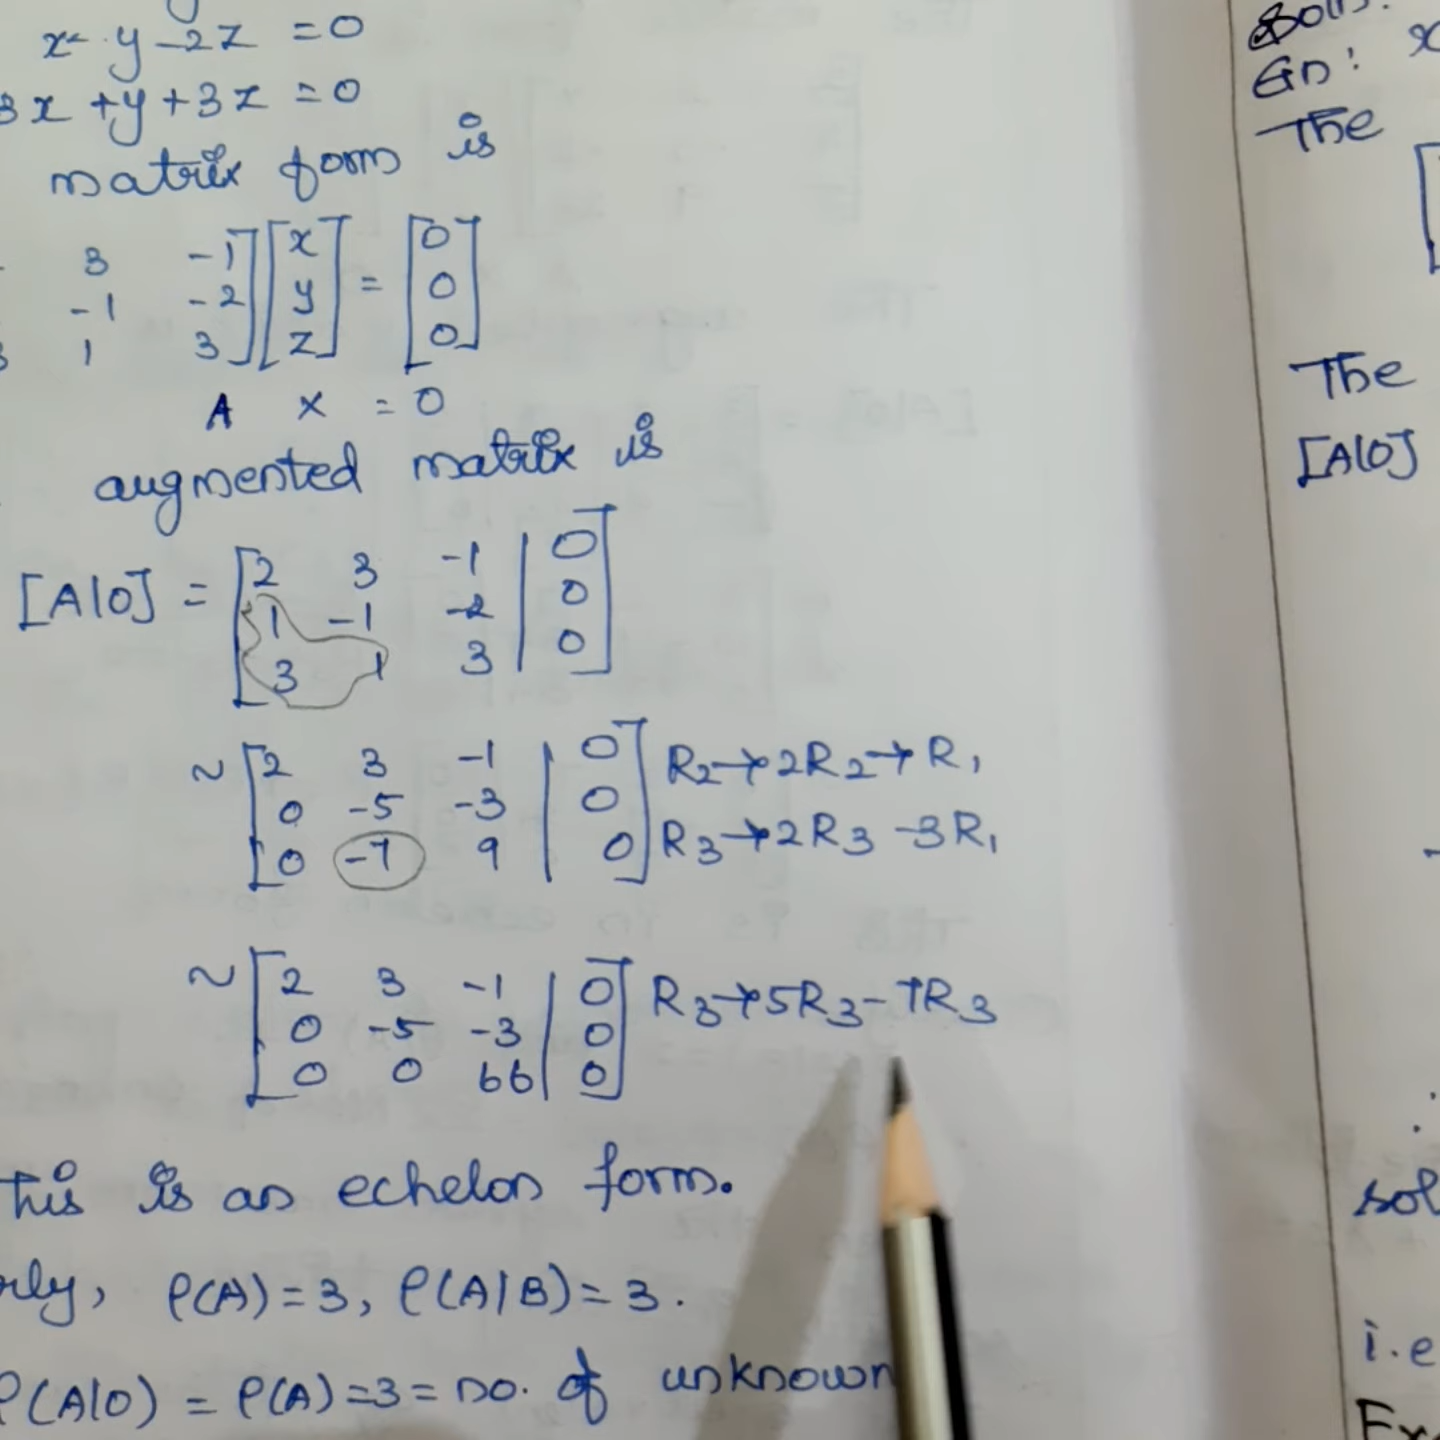 x - y - 2z = 0
3x + y + 3z = 0
matrix form is
3 -1 ] [ x ] = [ 0 ]
-1 -2 ] [ y ] = [ 0 ]
3 1 3 ] [ z ] [ 0 ]
A X = 0
augmented matrix is
[A|0] = [ 2 3 -1 | 0 ]
[ 1 -1 -2 | 0 ]
[ 3 1 3 | 0 ]
~ [ 2 3 -1 | 0 ] R2→2R2→R1
[ 0 -5 -3 | 0 ]
[ 0 -7 9 | 0 ] R3→2R3 -3R1
~ [ 2 3 -1 | 0 ] R3→5R3-7R3
[ 0 -5 -3 | 0 ]
[ 0 0 66 | 0 ]
This is an echelon form.
rly, ρ(A)=3, ρ(A|B)=3.
ρ(A|0) = ρ(A)=3= no. of unknown
Soln:
Gn: x
The
The
[A|0]
sol
i.e
Ex